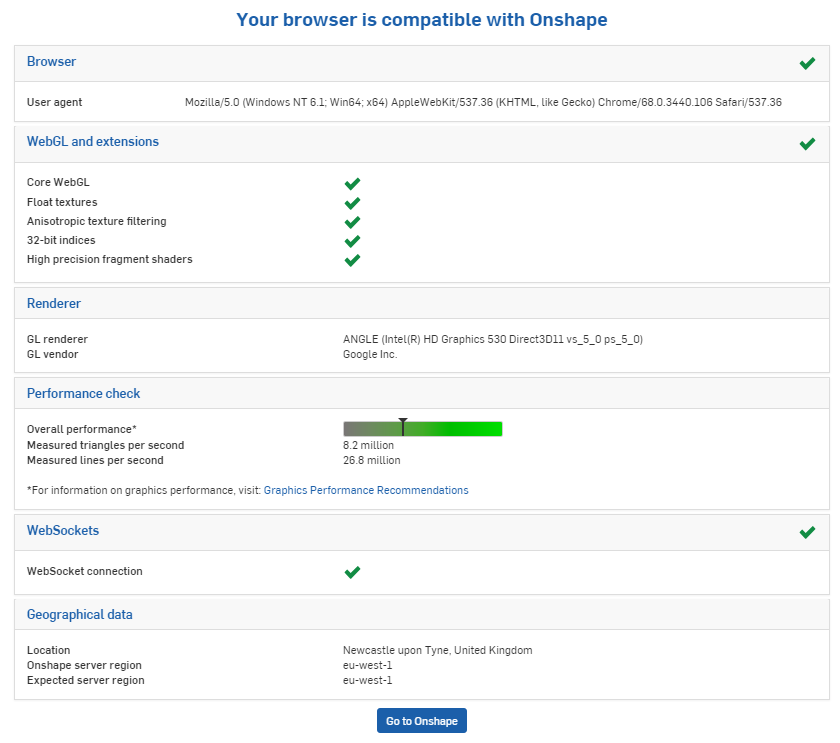 Your browser is compatible with Onshape
Browser
User agent Mozilla/5.0 (Windows NT 6.1; Win64; x64) AppleWebKit/537.36 (KHTML, like Gecko) Chrome/68.0.3440.106 Safari/537.36
WebGL and extensions
Core WebGL
Float textures
Anisotropic texture filtering
32-bit indices
High precision fragment shaders
Renderer
GL renderer ANGLE (Intel(R) HD Graphics 530 Direct3D11 vs_5_0 ps_5_0)
GL vendor Google Inc.
Performance check
Overall performance*
Measured triangles per second 8.2 million
Measured lines per second 26.8 million
*For information on graphics performance, visit: Graphics Performance Recommendations
WebSockets
WebSocket connection
Geographical data
Location Newcastle upon Tyne, United Kingdom
Onshape server region eu-west-1
Expected server region eu-west-1
Go to Onshape